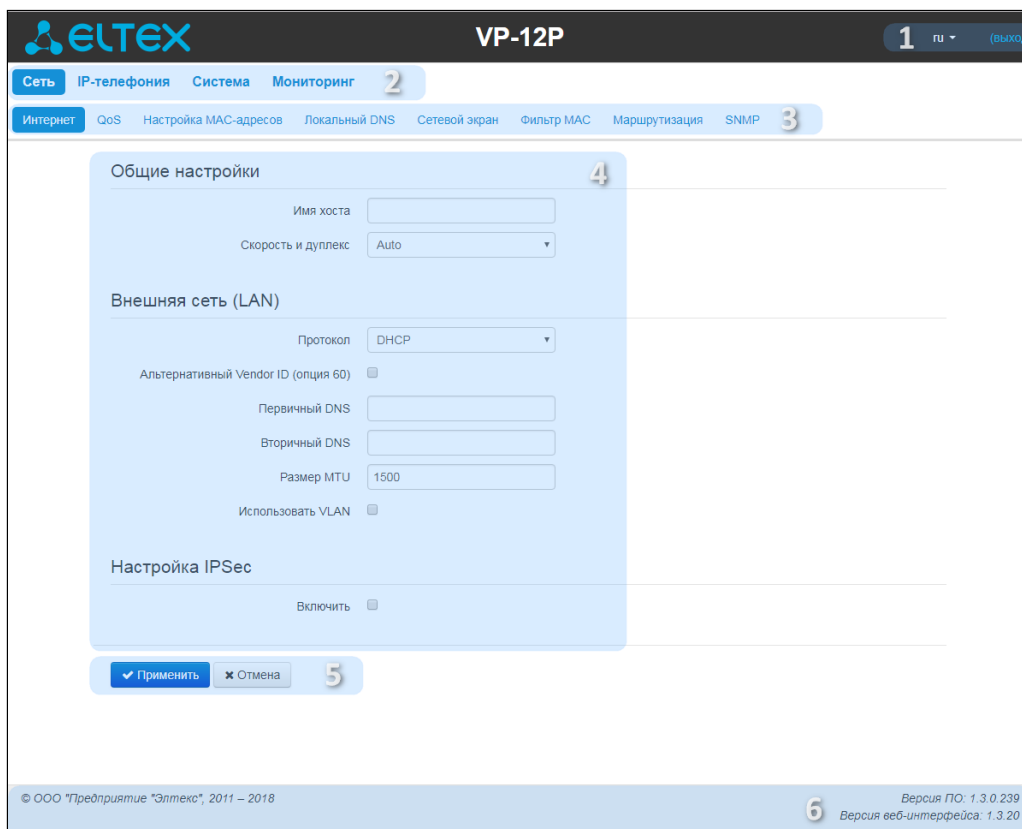 ELTEX VP-12P 1 ru (выхо
Сеть IP-телефония Система Мониторинг 2
Интернет QoS Настройка MAC-адресов Локальный DNS Сетевой экран Фильтр MAC Маршрутизация SNMP 3
Общие настройки 4
Имя хоста
Скорость и дуплекс Auto
Внешняя сеть (LAN)
Протокол DHCP
Альтернативный Vendor ID (опция 60)
Первичный DNS
Вторичный DNS
Размер MTU 1500
Использовать VLAN
Настройка IPSec
Включить
Применить Отмена 5
© ООО "Предприятие "Элтекс", 2011 – 2018
6 Версия ПО: 1.3.0.239
Версия веб-интерфейса: 1.3.20